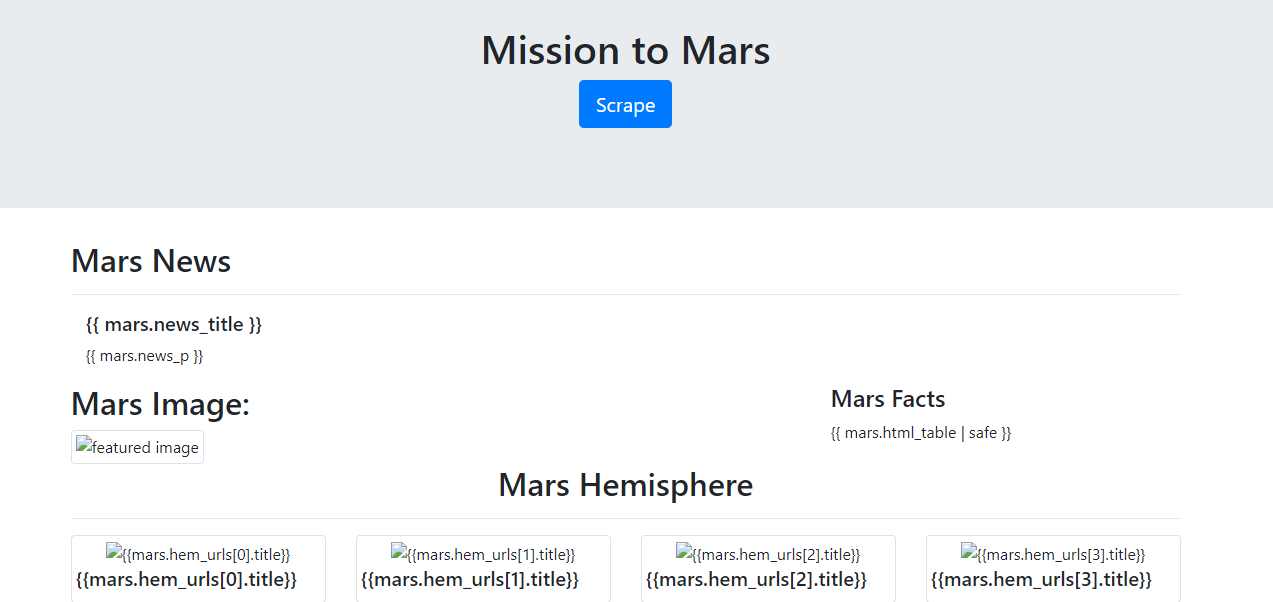 Mission to Mars
Scrape
Mars News
{{ mars.news_title }}
{{ mars.news_p }}
Mars Image:
featured image
Mars Facts
{{ mars.html_table | safe }}
Mars Hemisphere
{{mars.hem_urls[0].title}}
{{mars.hem_urls[0].title}}
{{mars.hem_urls[1].title}}
{{mars.hem_urls[1].title}}
{{mars.hem_urls[2].title}}
{{mars.hem_urls[2].title}}
{{mars.hem_urls[3].title}}
{{mars.hem_urls[3].title}}